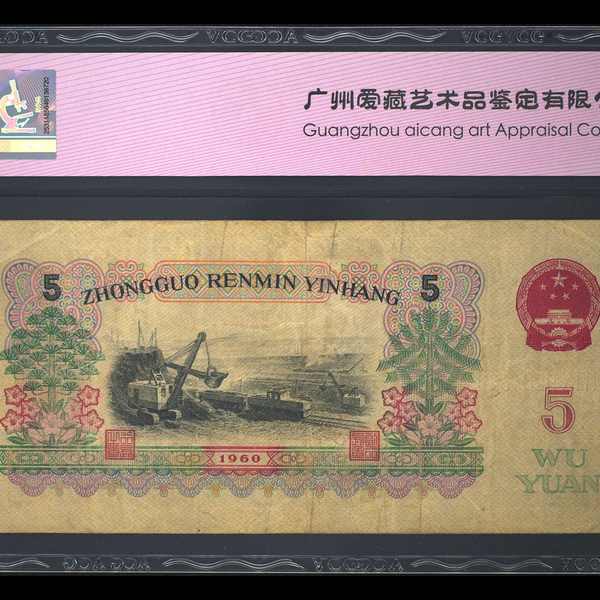 VCGCCA
广州爱藏艺术品鉴定有限
Guangzhou aicang art Appraisal Co
5
ZHONGGUO RENMIN YINHANG
5
1960
5
WU
YUAN